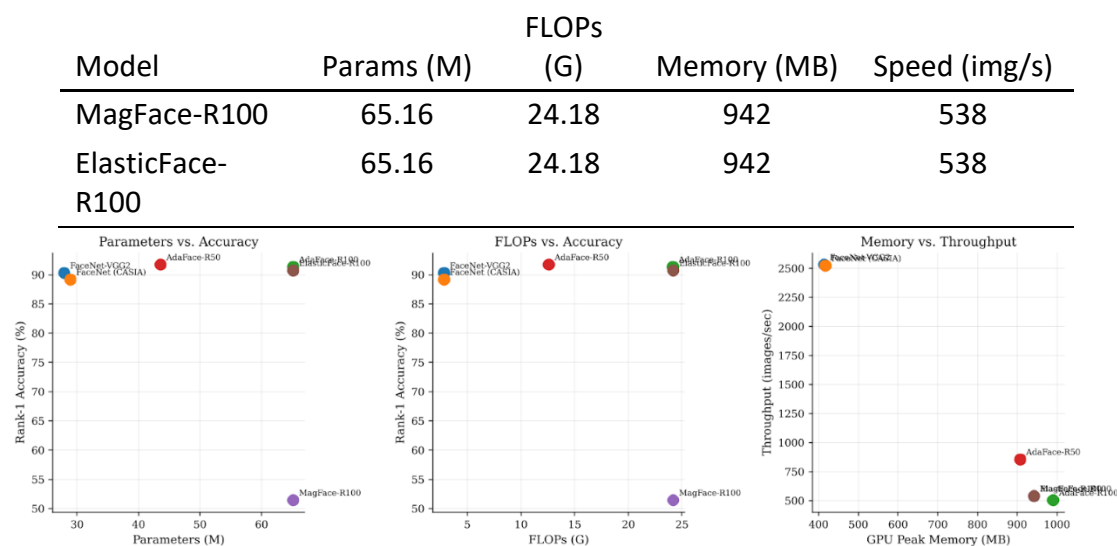 FLOPs
Model Params (M) (G) Memory (MB) Speed (img/s)
MagFace-R100 65.16 24.18 942 538
ElasticFace- 65.16 24.18 942 538
R100
Parameters vs. Accuracy
Rank-1 Accuracy (%)
90
85
80
75
70
65
60
55
50
FaceNet-VGG2
FaceNet (CASIA)
AdaFace-R50
AdaFace-R100
ElasticFace-R100
MagFace-R100
30 40 50 60
Parameters (M)
FLOPs vs. Accuracy
Rank-1 Accuracy (%)
90
85
80
75
70
65
60
55
50
FaceNet-VGG2
FaceNet (CASIA)
AdaFace-R50
AdaFace-R100
ElasticFace-R100
MagFace-R100
5 10 15 20 25
FLOPs (G)
Memory vs. Throughput
Throughput (images/sec)
2500
2250
2000
1750
1500
1250
1000
750
500
FaceNet (CASIA)
AdaFace-R50
AdaFace-R100
400 500 600 700 800 900 1000
GPU Peak Memory (MB)